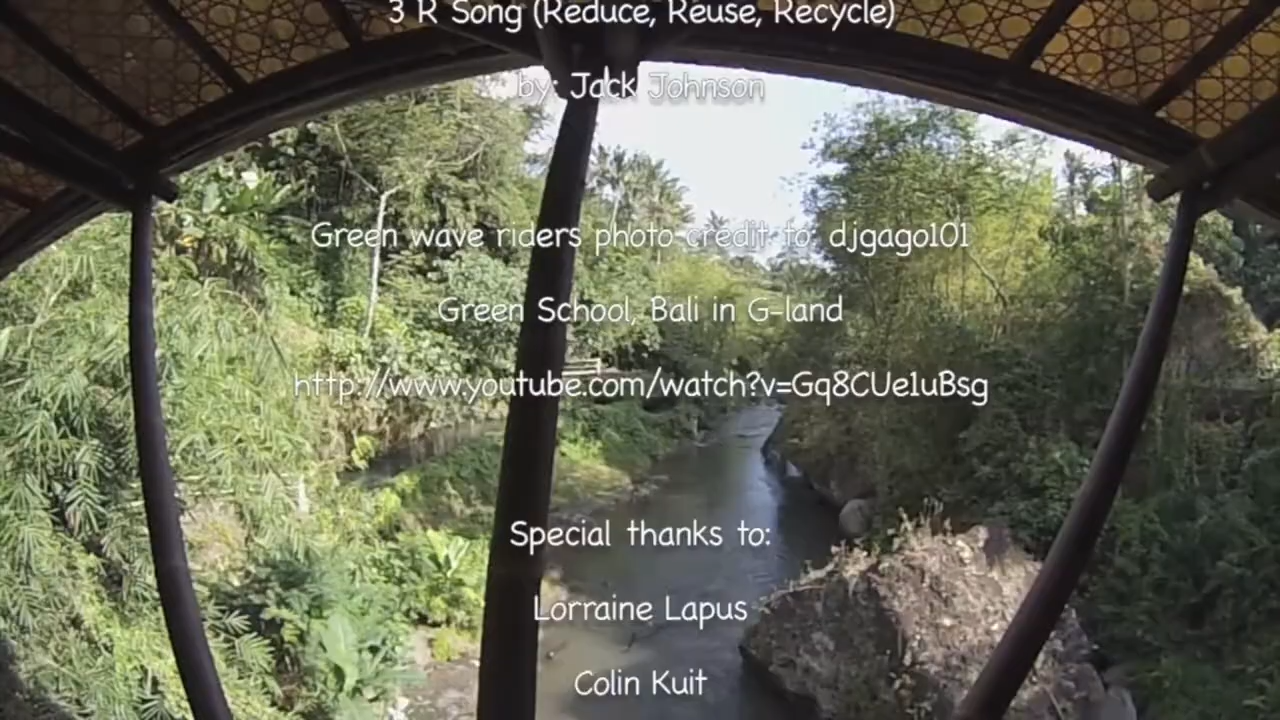 3 R Song (Reduce, Reuse, Recycle)
by: Jack Johnson
Green wave riders photo credit to: djgago101
Green School, Bali in G-land
http://www.youtube.com/watch?v=Gq8CUe1uBsg
Special thanks to:
Lorraine Lapus
Colin Kuit